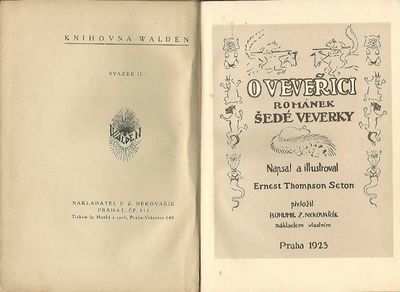 KNIHOVNA WALDEN
SVAZEK II.
WALDEN
NAKLADATEL B. Z. NEKOVAŘÍK
PRAHA I., ČP. 813
O VEVEŘICI
ROMÁNEK
ŠEDÉ VEVERKY
Napsal a illustroval
Ernest Thompson Seton
přeložil
BOHUMIL Z. NEKOVAŘÍK
nákladem vlastním
Praha 1923